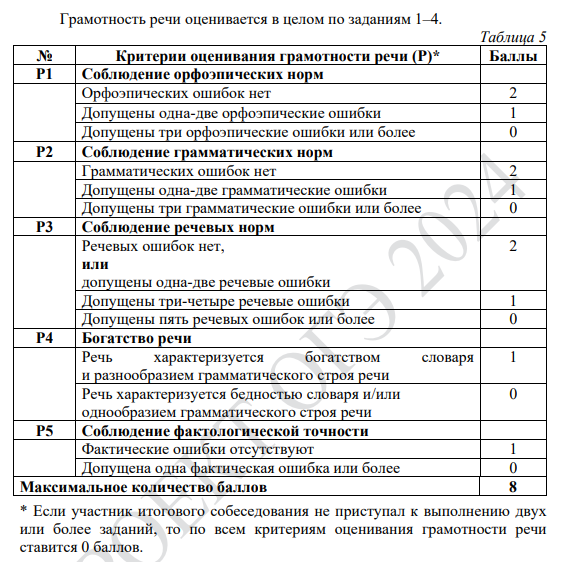 Грамотность речи оценивается в целом по заданиям 1–4.
Таблица 5
№ Критерии оценивания грамотности речи (Р)* Баллы
Р1 Соблюдение орфоэпических норм
Орфоэпических ошибок нет 2
Допущены одна-две орфоэпические ошибки 1
Допущены три орфоэпические ошибки или более 0
Р2 Соблюдение грамматических норм
Грамматических ошибок нет 2
Допущены одна-две грамматические ошибки 1
Допущены три грамматические ошибки или более 0
Р3 Соблюдение речевых норм
Речевых ошибок нет, 2
или
допущены одна-две речевые ошибки
Допущены три-четыре речевые ошибки 1
Допущены пять речевых ошибок или более 0
Р4 Богатство речи
Речь характеризуется богатством словаря 1
и разнообразием грамматического строя речи
Речь характеризуется бедностью словаря и/или 0
однообразием грамматического строя речи
Р5 Соблюдение фактологической точности
Фактические ошибки отсутствуют 1
Допущена одна фактическая ошибка или более 0
Максимальное количество баллов 8
* Если участник итогового собеседования не приступал к выполнению двух
или более заданий, то по всем критериям оценивания грамотности речи
ставится 0 баллов.
РОЕКТ ОГЭ 2024